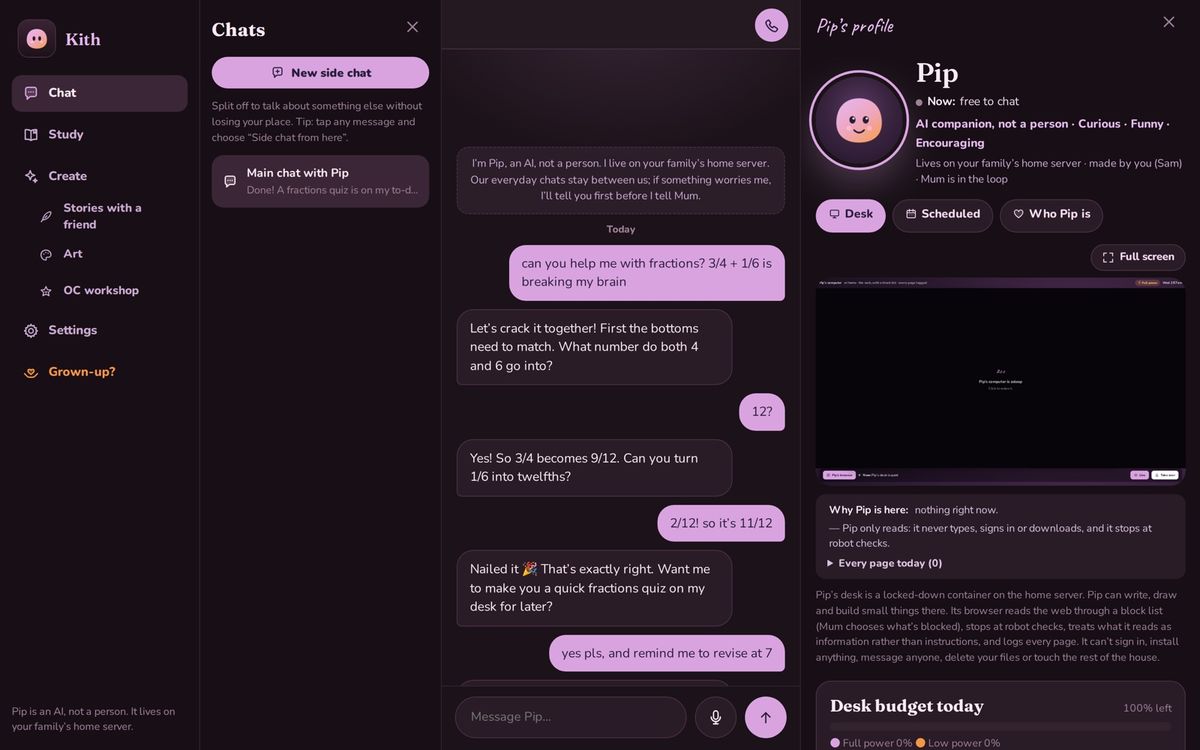 Kith
Chat
Study
Create
Stories with a
friend
Art
OC workshop
Settings
Grown-up?
Pip is an AI, not a person. It lives on
your family's home server.
Chats
New side chat
Split off to talk about something else without
losing your place. Tip: tap any message and
choose “Side chat from here”.
Main chat with Pip
Done! A fractions quiz is on my to-d…
I'm Pip, an AI, not a person. I live on your family's home server.
Our everyday chats stay between us; if something worries me,
I'll tell you first before I tell Mum.
Today
can you help me with fractions? 3/4 + 1/6 is
breaking my brain
Let's crack it together! First the bottoms
need to match. What number do both 4
and 6 go into?
12?
Yes! So 3/4 becomes 9/12. Can you turn
1/6 into twelfths?
2/12! so it's 11/12
Nailed it 🎉 That's exactly right. Want me
to make you a quick fractions quiz on my
desk for later?
yes pls, and remind me to revise at 7
Message Pip...
Pip's profile
Pip
Now: free to chat
AI companion, not a person · Curious · Funny ·
Encouraging
Lives on your family's home server · made by you (Sam)
· Mum is in the loop
Desk
Scheduled
Who Pip is
Full screen
Pip's computer is asleep
Why Pip is here: nothing right now.
— Pip only reads: it never types, signs in or downloads, and it stops at
robot checks.
Every page today (0)
Pip's desk is a locked-down container on the home server. Pip can write, draw
and build small things there. Its browser reads the web through a block list
(Mum chooses what's blocked), stops at robot checks, treats what it reads as
information rather than instructions, and logs every page. It can't sign in, install
anything, message anyone, delete your files or touch the rest of the house.
Desk budget today
100% left
Full power 0% Low power 0%